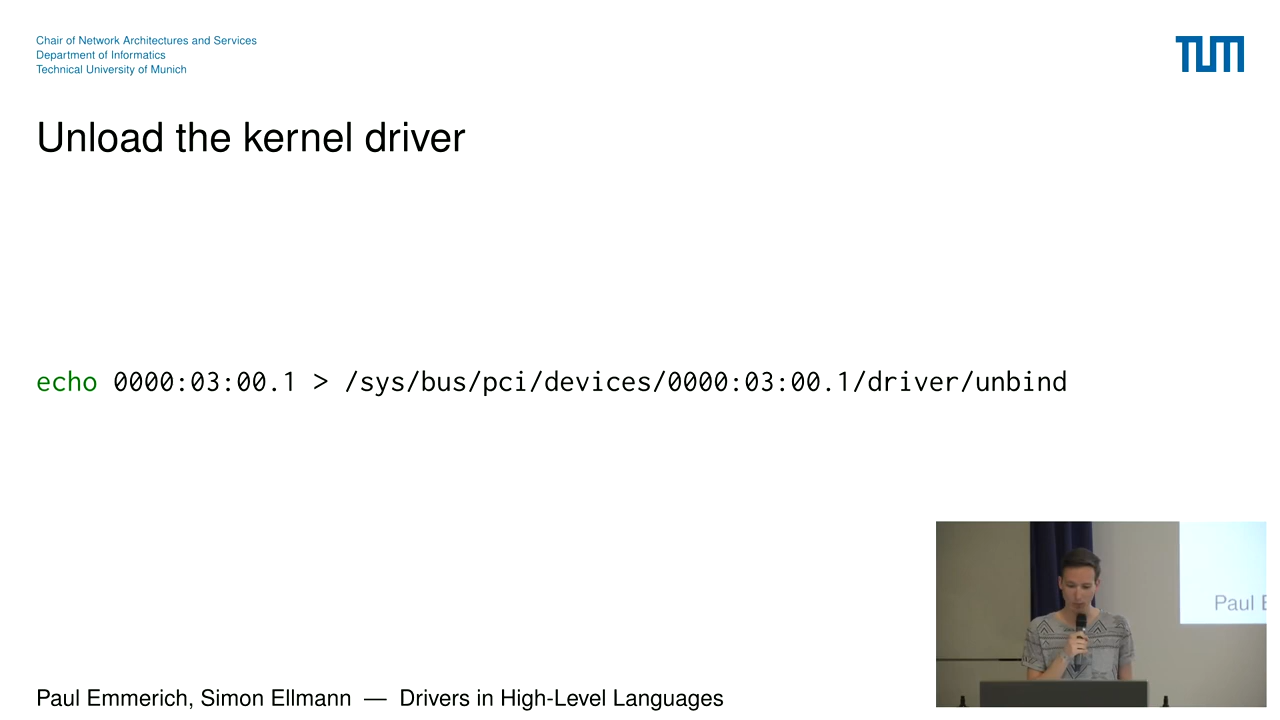 Chair of Network Architectures and Services
Department of Informatics
Technical University of Munich
TUM
Unload the kernel driver
echo 0000:03:00.1 > /sys/bus/pci/devices/0000:03:00.1/driver/unbind
Paul E
Paul Emmerich, Simon Ellmann — Drivers in High-Level Languages